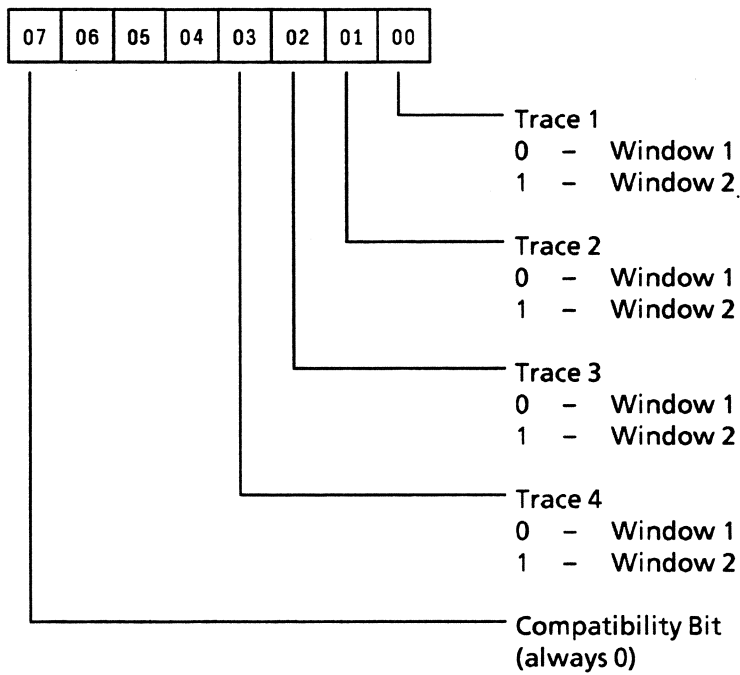 07 06 05 04 03 02 01 00
Trace 1
0 – Window 1
1 – Window 2
Trace 2
0 – Window 1
1 – Window 2
Trace 3
0 – Window 1
1 – Window 2
Trace 4
0 – Window 1
1 – Window 2
Compatibility Bit
(always 0)